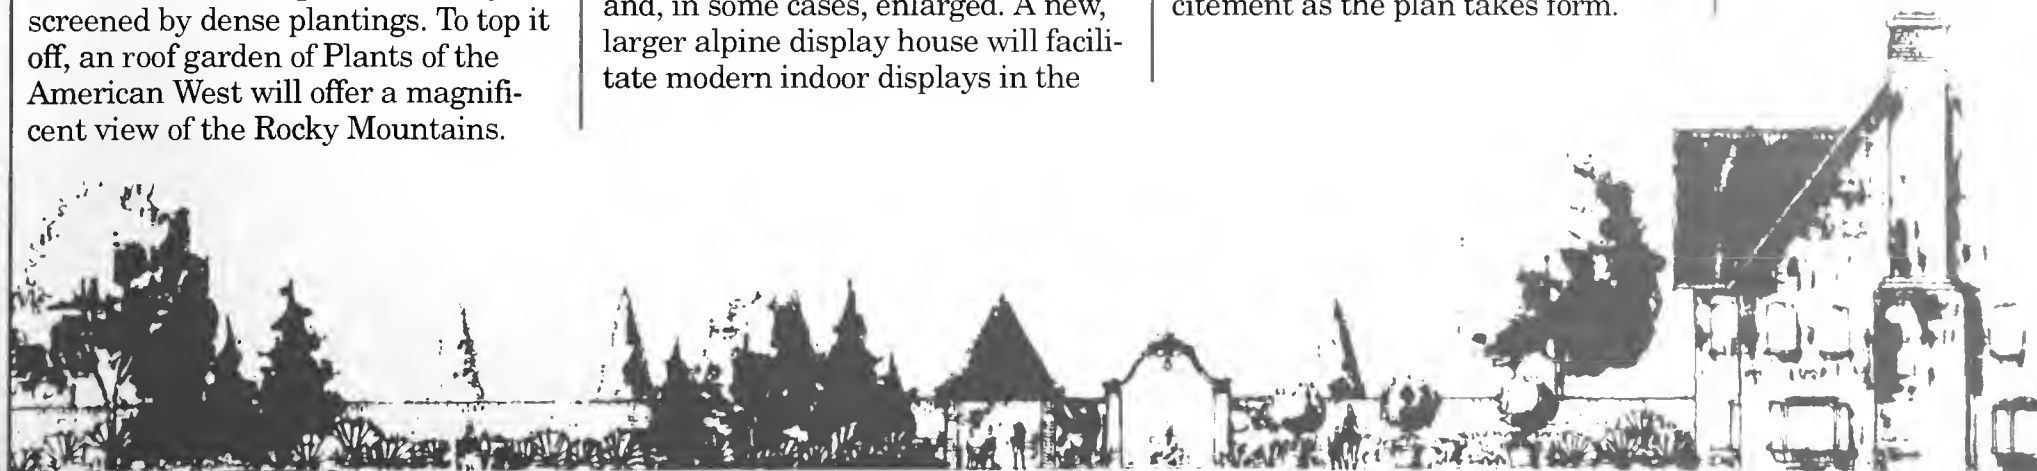 screened by dense plantings. To top it
off, an roof garden of Plants of the
American West will offer a magnifi-
cent view of the Rocky Mountains.
and, in some cases, enlarged. A new,
larger alpine display house will facili-
tate modern indoor displays in the
citement as the plan takes form.